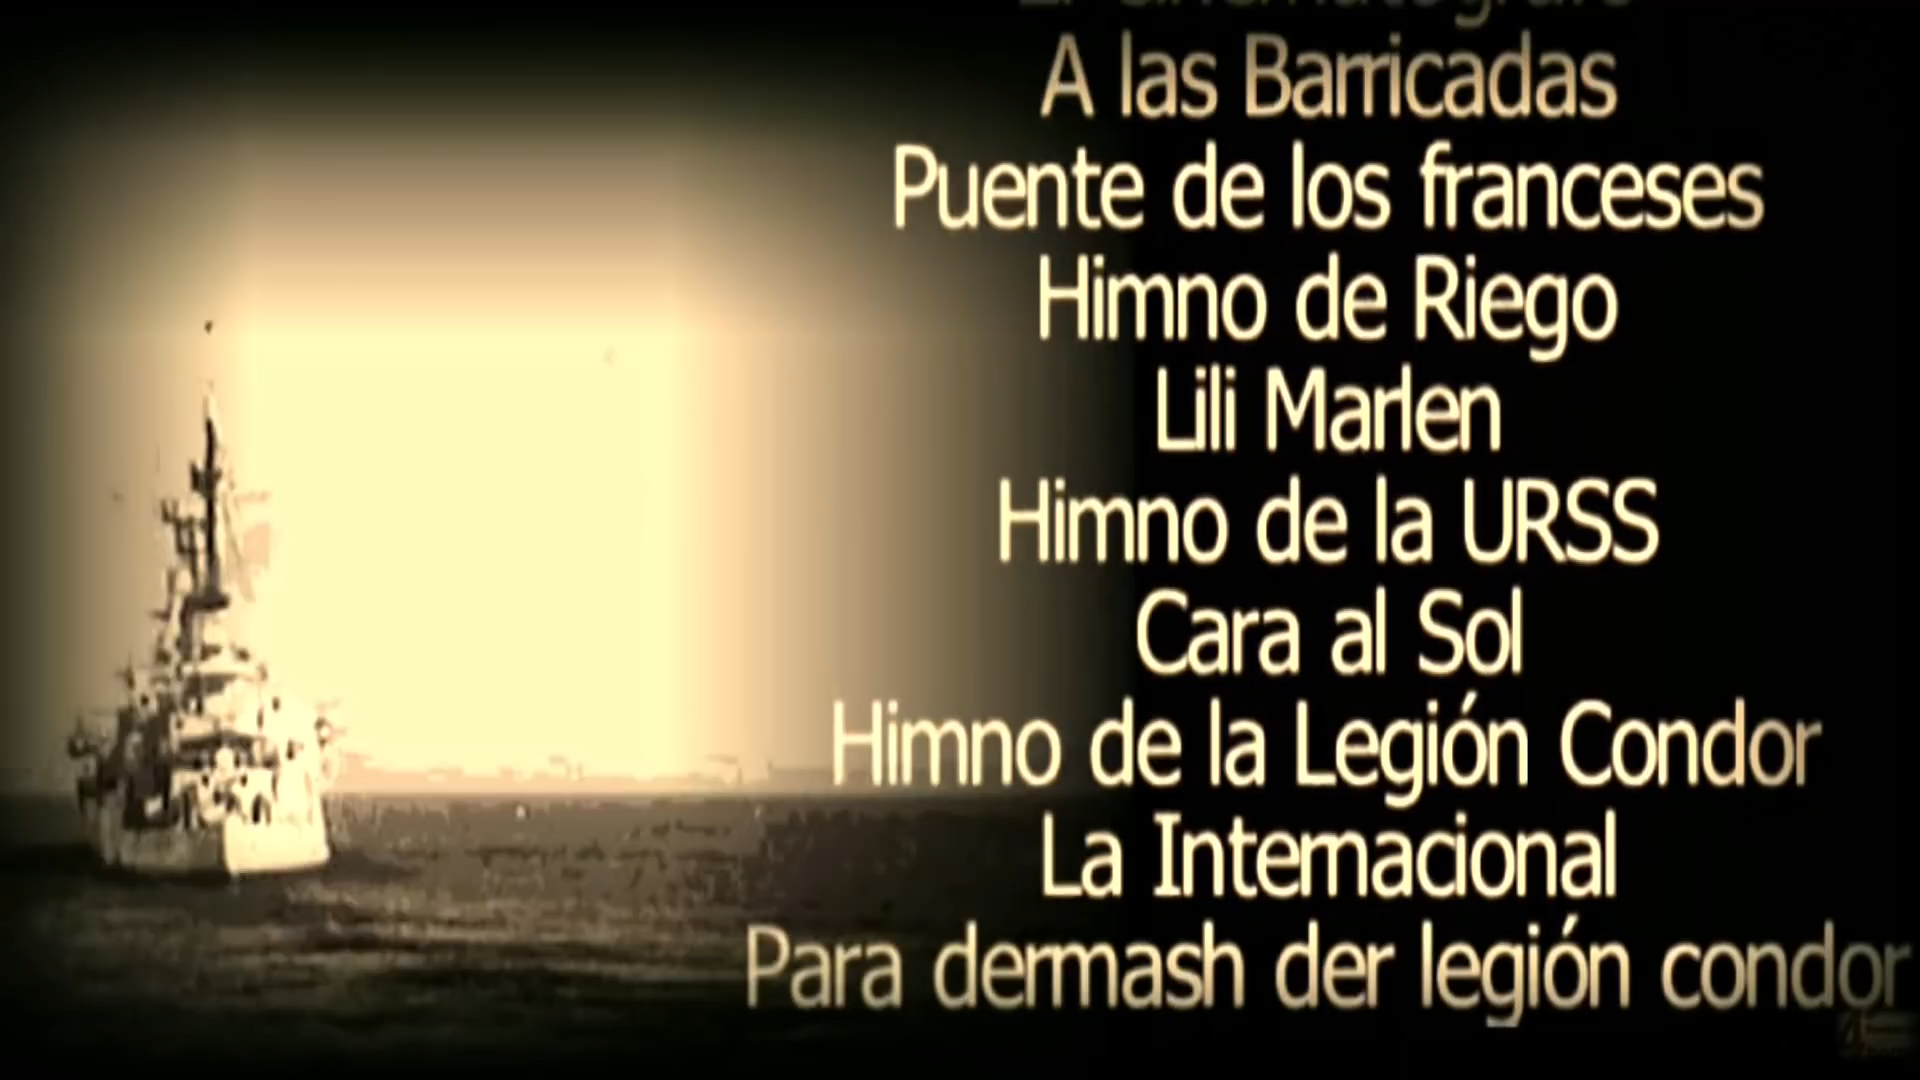 A las Barricadas
Puente de los franceses
Himno de Riego
Lili Marlen
Himno de la URSS
Cara al Sol
Himno de la Legión Condor
La Internacional
Para dermash der legión condor